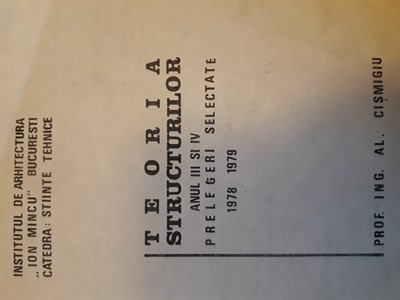 INSTITUTUL DE ARHITECTURA
„ION MINCU" BUCURESTI
CATEDRA: STIINTE TEHNICE
TEORIA
STRUCTURILOR
ANUL III SI IV
PRELEGERI SELECTATE
1978 1979
PROF. ING. AL. CIȘMIGIU